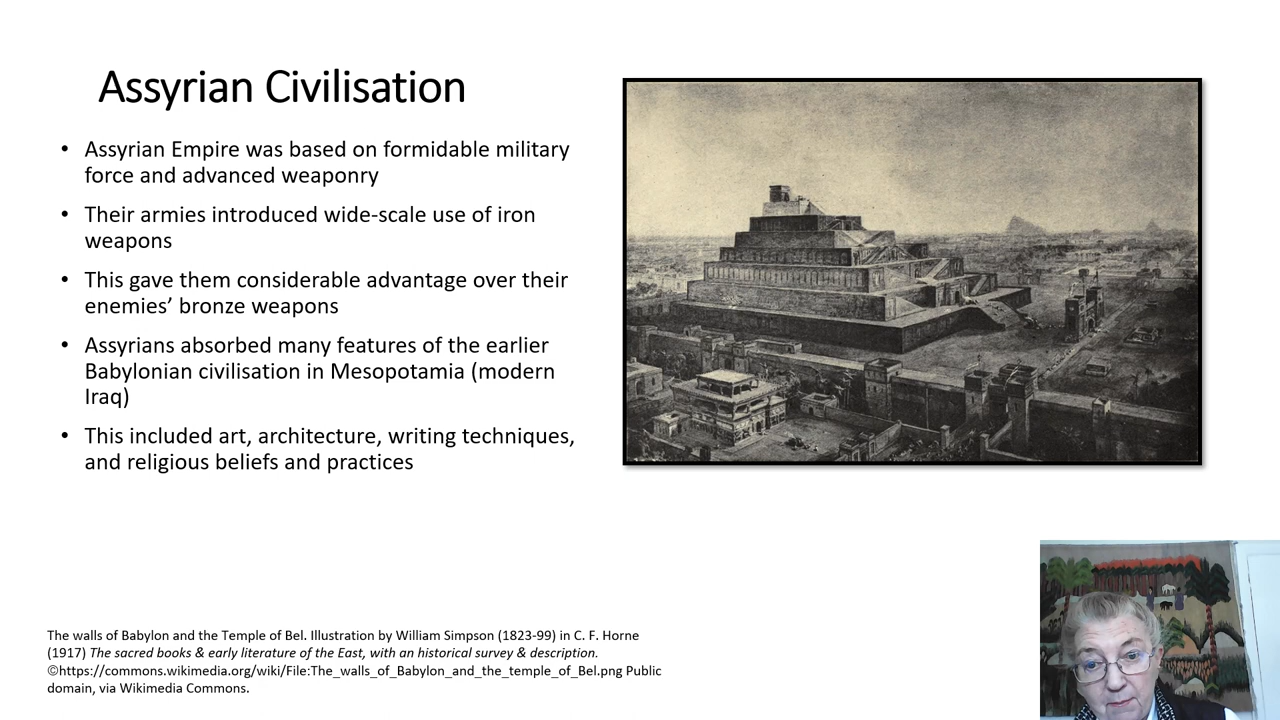 Assyrian Civilisation
• Assyrian Empire was based on formidable military
force and advanced weaponry
• Their armies introduced wide-scale use of iron
weapons
• This gave them considerable advantage over their
enemies’ bronze weapons
• Assyrians absorbed many features of the earlier
Babylonian civilisation in Mesopotamia (modern
Iraq)
• This included art, architecture, writing techniques,
and religious beliefs and practices
The walls of Babylon and the Temple of Bel. Illustration by William Simpson (1823-99) in C. F. Horne
(1917) The sacred books & early literature of the East, with an historical survey & description.
©https://commons.wikimedia.org/wiki/File:The_walls_of_Babylon_and_the_temple_of_Bel.png Public
domain, via Wikimedia Commons.